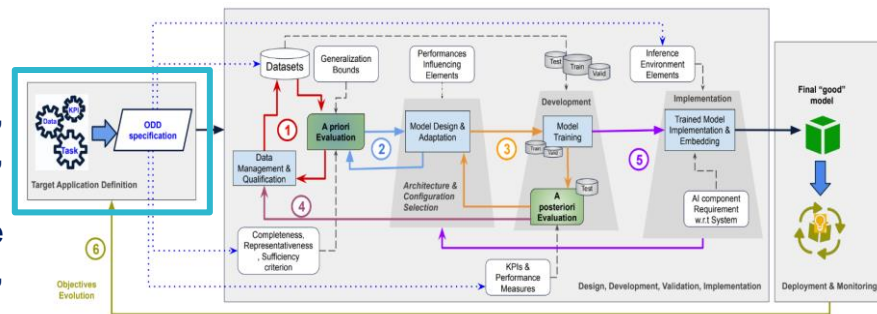 ,
,
e
,
Data
KPI
Task
ODD
specification
Target Application Definition
6
Objectives
Evolution
Datasets
Generalization
Bounds
1
A priori
Evaluation
Data
Management &
Qualification
4
Completeness,
Representativeness
, Sufficiency
criterion
Performances
Influencing
Elements
2
Model Design &
Adaptation
Architecture &
Configuration
Selection
3
Test
Train
Valid
Development
Model
Training
Train
Valid
Test
A
posteriori
Evaluation
KPIs &
Performance
Measures
5
Inference
Environment
Elements
Implementation
Trained Model
Implementation &
Embedding
AI component
Requirement
w.r.t System
Design, Development, Validation, Implementation
Final “good”
model
Deployment & Monitoring